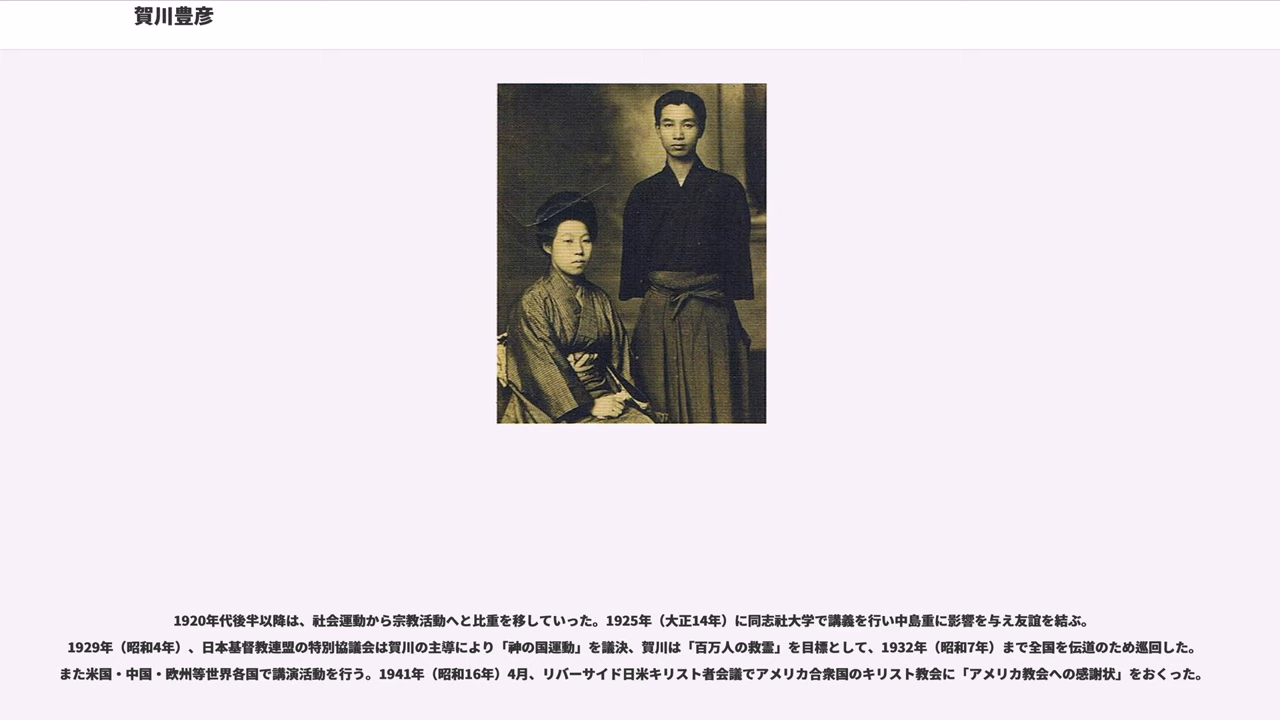 賀川豊彦
1920年代後半以降は、社会運動から宗教活動へと比重を移していった。1925年（大正14年）に同志社大学で講義を行い中島重に影響を与え友誼を結ぶ。
1929年（昭和4年）、日本基督教連盟の特別協議会は賀川の主導により「神の国運動」を議決、賀川は「百万人の救霊」を目標として、1932年（昭和7年）まで全国を伝道のため巡回した。
また米国・中国・欧州等世界各国で講演活動を行う。1941年（昭和16年）4月、リバーサイド日米キリスト者会議でアメリカ合衆国のキリスト教会に「アメリカ教会への感謝状」をおくった。